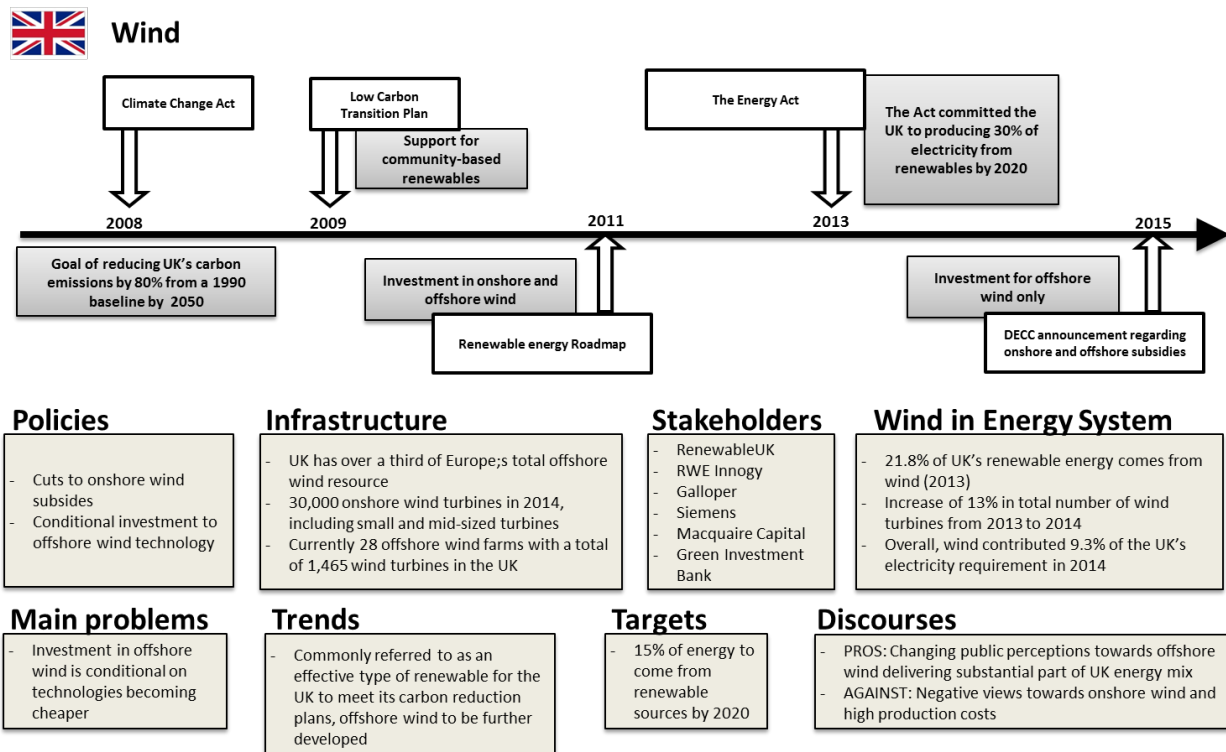 Wind
Climate Change Act
Low Carbon
Transition Plan
Support for
community-based
renewables
The Energy Act
The Act committed the
UK to producing 30% of
electricity from
renewables by 2020
2008
2009
2011
2013
2015
Goal of reducing UK's carbon
emissions by 80% from a 1990
baseline by 2050
Investment in onshore and
offshore wind
Renewable energy Roadmap
Investment for offshore
wind only
DECC announcement regarding
onshore and offshore subsidies
Policies
- Cuts to onshore wind
subsides
- Conditional investment to
offshore wind technology
Infrastructure
- UK has over a third of Europe;s total offshore
wind resource
- 30,000 onshore wind turbines in 2014,
including small and mid-sized turbines
- Currently 28 offshore wind farms with a total
of 1,465 wind turbines in the UK
Stakeholders
- RenewableUK
- RWE Innogy
- Galloper
- Siemens
- Macquaire Capital
- Green Investment
Bank
Wind in Energy System
- 21.8% of UK's renewable energy comes from
wind (2013)
- Increase of 13% in total number of wind
turbines from 2013 to 2014
- Overall, wind contributed 9.3% of the UK's
electricity requirement in 2014
Main problems
- Investment in offshore
wind is conditional on
technologies becoming
cheaper
Trends
- Commonly referred to as an
effective type of renewable for the
UK to meet its carbon reduction
plans, offshore wind to be further
developed
Targets
- 15% of energy to
come from
renewable
sources by 2020
Discourses
- PROS: Changing public perceptions towards offshore
wind delivering substantial part of UK energy mix
- AGAINST: Negative views towards onshore wind and
high production costs